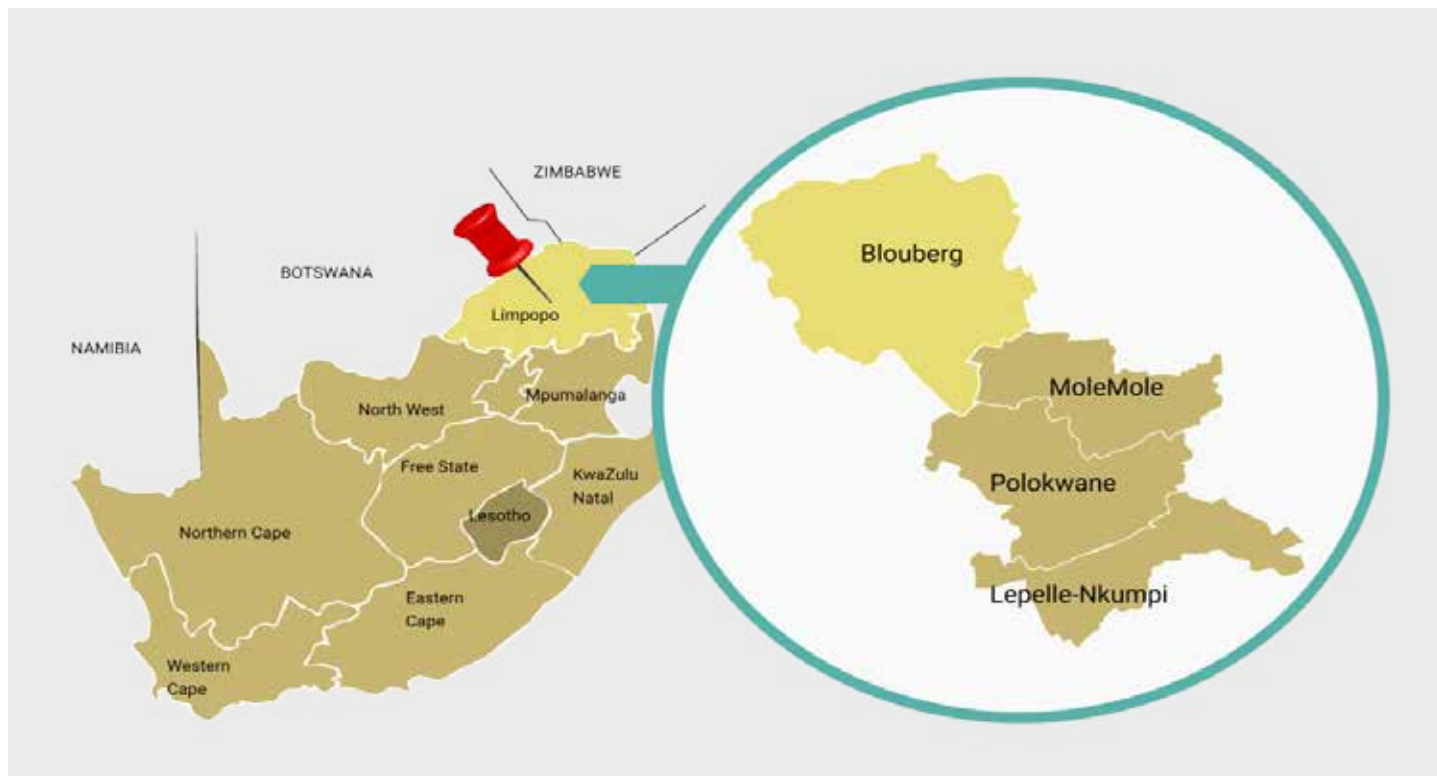 ZIMBABWE
BOTSWANA
Limpopo
NAMIBIA
Mpumalanga
North West
Free State
KwaZulu
Natal
Lesotho
Northern Cape
Eastern
Cape
Western
Cape
Blouberg
MoleMole
Polokwane
Lepelle-Nkumpi